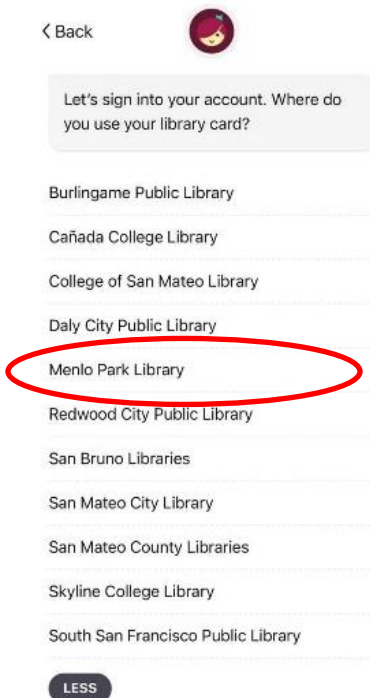 Back
Let's sign into your account. Where do
you use your library card?
Burlingame Public Library
Cañada College Library
College of San Mateo Library
Daly City Public Library
Menlo Park Library
Redwood City Public Library
San Bruno Libraries
San Mateo City Library
San Mateo County Libraries
Skyline College Library
South San Francisco Public Library
LESS